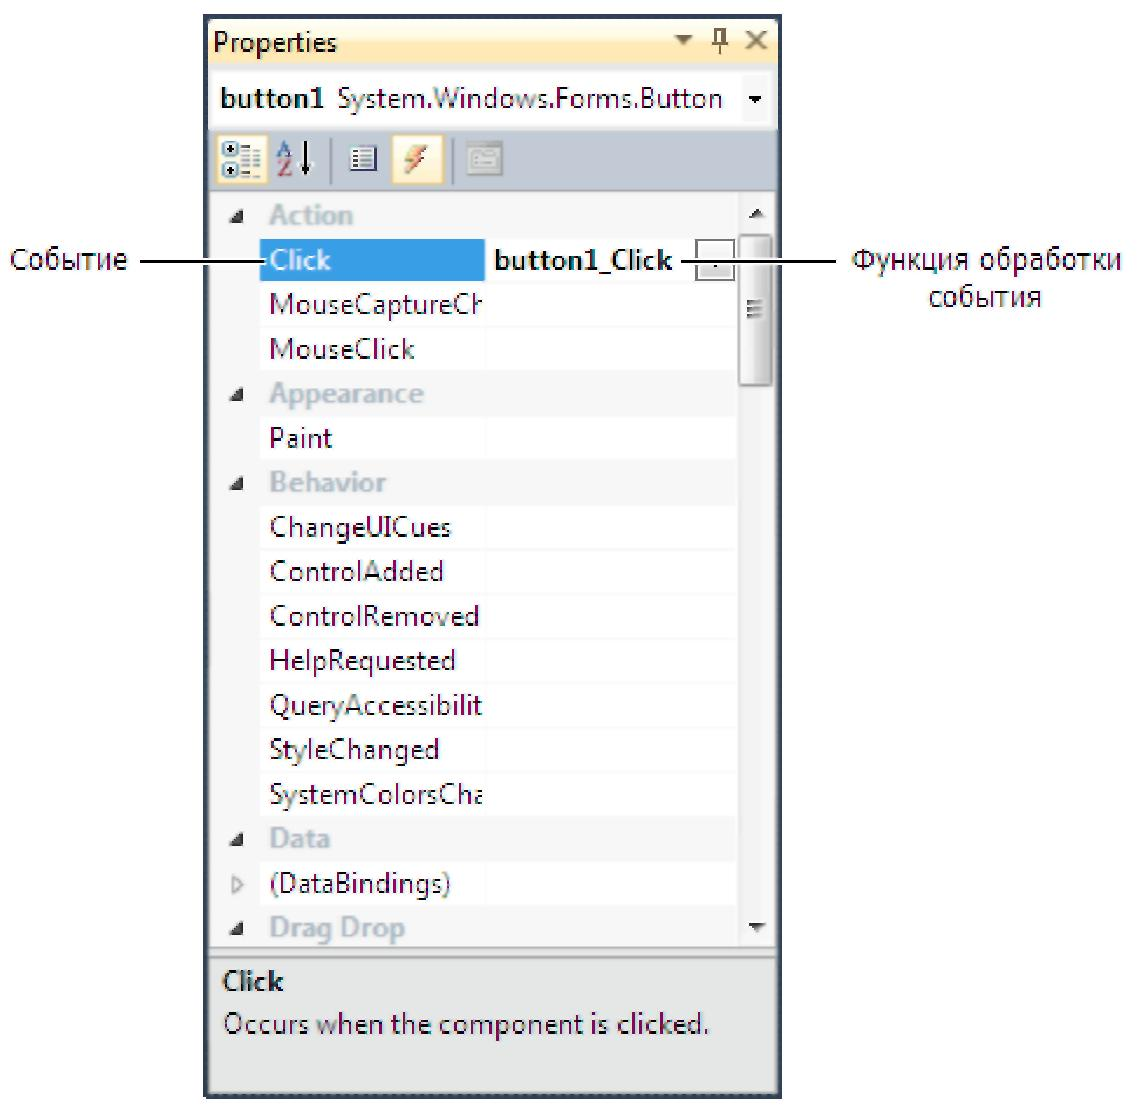 Properties
button1 System.Windows.Forms.Button
Action
Событие
Click button1_Click
Функция обработки
события
MouseCaptureCh
MouseClick
Appearance
Paint
Behavior
ChangeUICues
ControlAdded
ControlRemoved
HelpRequested
QueryAccessibilit
StyleChanged
SystemColorsCha
Data
(DataBindings)
Drag Drop
Click
Occurs when the component is clicked.